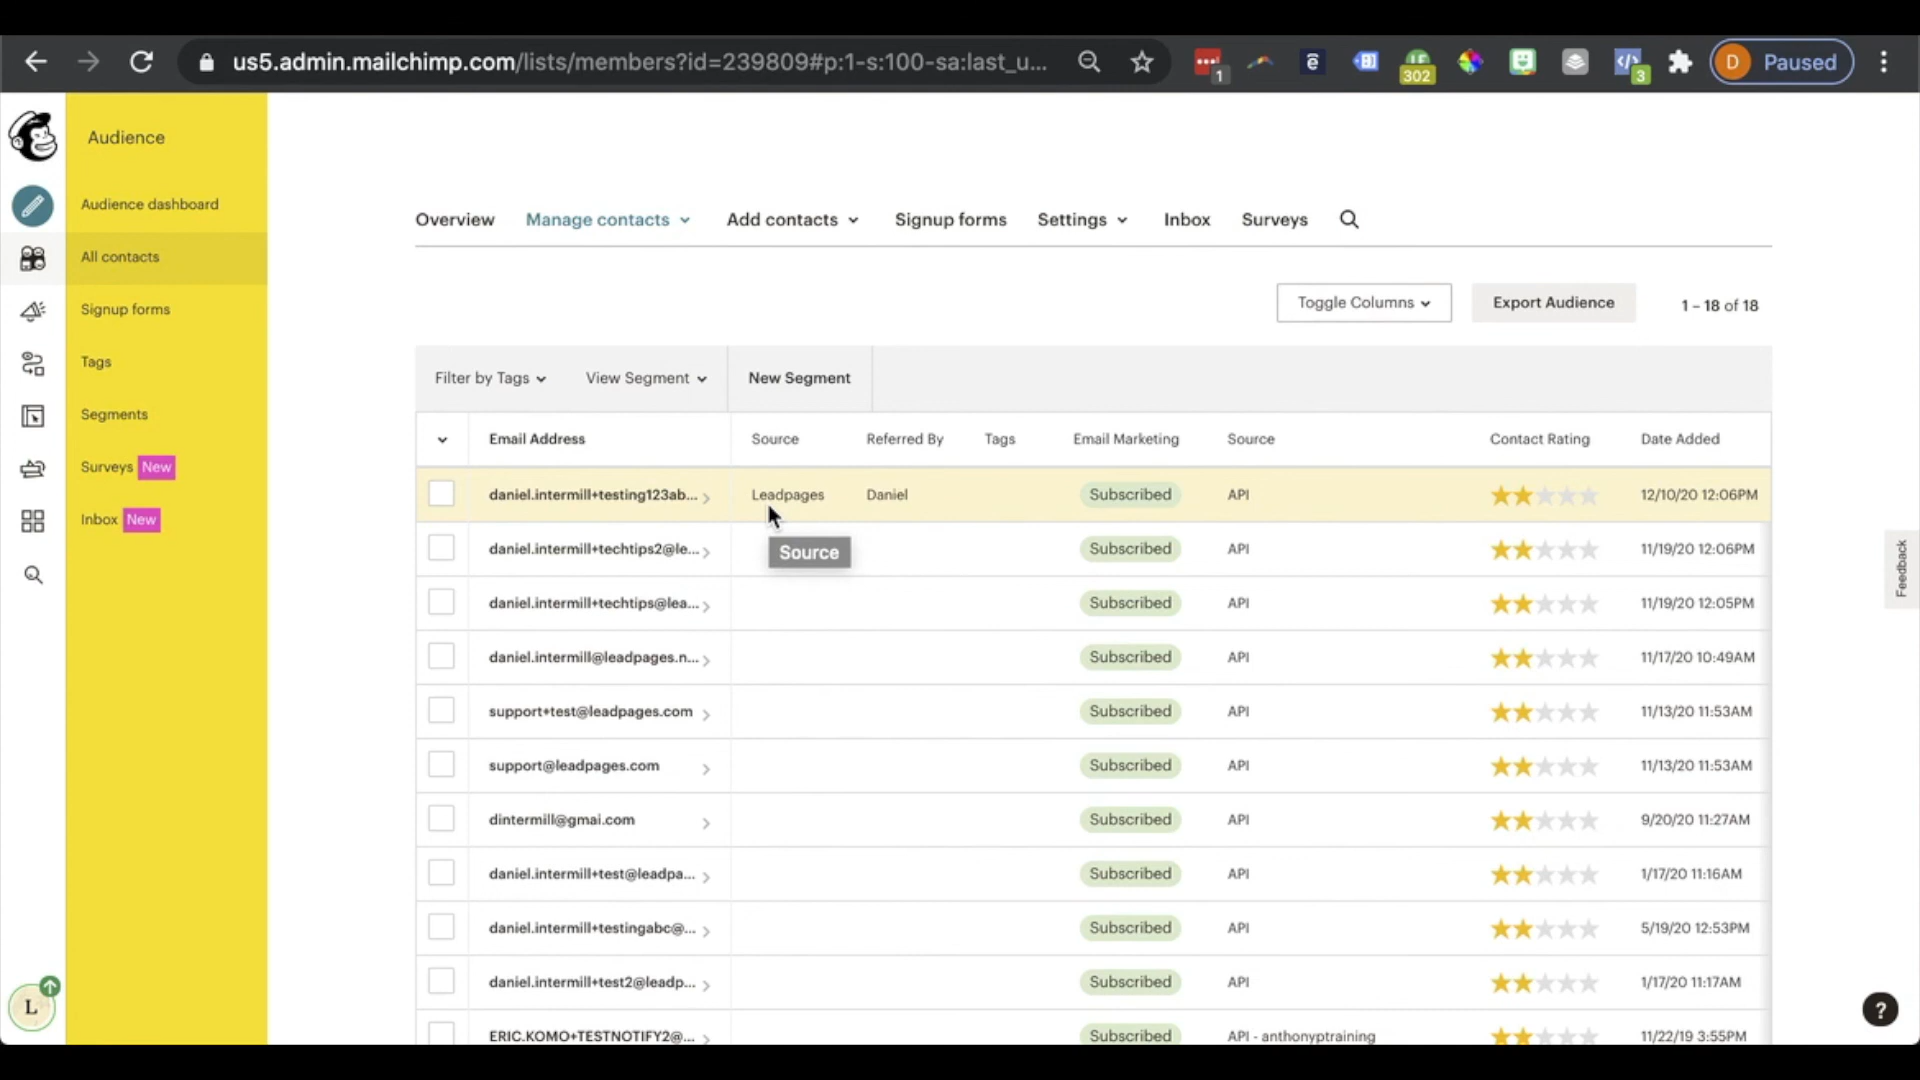 us5.admin.mailchimp.com/lists/members?id=239809#p:1-s:100-sa:last_u...
1
302
3
D Paused
Audience
Audience dashboard
All contacts
Signup forms
Tags
Segments
Surveys New
Inbox New
L
Overview Manage contacts Add contacts Signup forms Settings Inbox Surveys
Toggle Columns Export Audience 1 – 18 of 18
Filter by Tags View Segment New Segment
Email Address Source Referred By Tags Email Marketing Source Contact Rating Date Added
daniel.intermill+testing123ab... Leadpages Daniel Subscribed API 12/10/20 12:06PM
Source
daniel.intermill+techtips2@le... Subscribed API 11/19/20 12:06PM
daniel.intermill+techtips@lea... Subscribed API 11/19/20 12:05PM
daniel.intermill@leadpages.n... Subscribed API 11/17/20 10:49AM
support+test@leadpages.com Subscribed API 11/13/20 11:53AM
support@leadpages.com Subscribed API 11/13/20 11:53AM
dintermill@gmai.com Subscribed API 9/20/20 11:27AM
daniel.intermill+test@leadpa... Subscribed API 1/17/20 11:16AM
daniel.intermill+testingabc@... Subscribed API 5/19/20 12:53PM
daniel.intermill+test2@leadp... Subscribed API 1/17/20 11:17AM
ERIC.KOMO+TESTNOTIFY2@... Subscribed API - anthonyptraining 11/22/19 3:55PM
Feedback
?